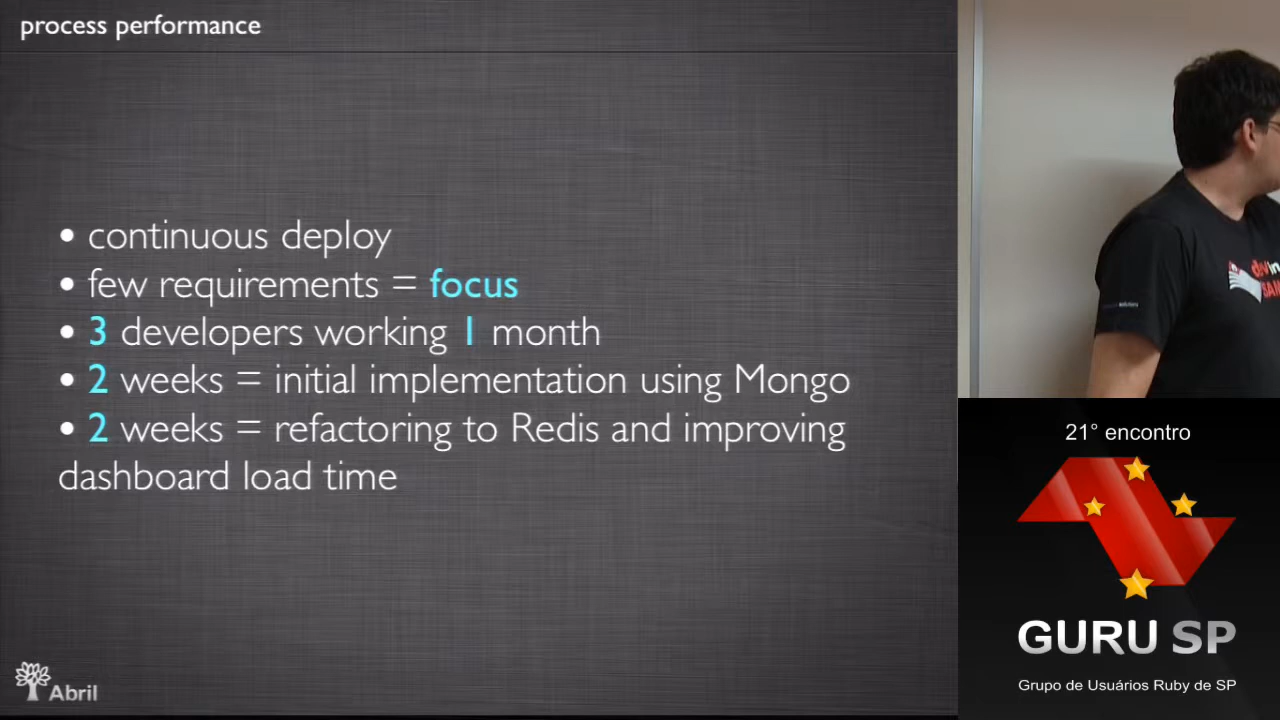 process performance
• continuous deploy
• few requirements = focus
• 3 developers working 1 month
• 2 weeks = initial implementation using Mongo
• 2 weeks = refactoring to Redis and improving
dashboard load time
Abril
21° encontro
GURU SP
Grupo de Usuários Ruby de SP